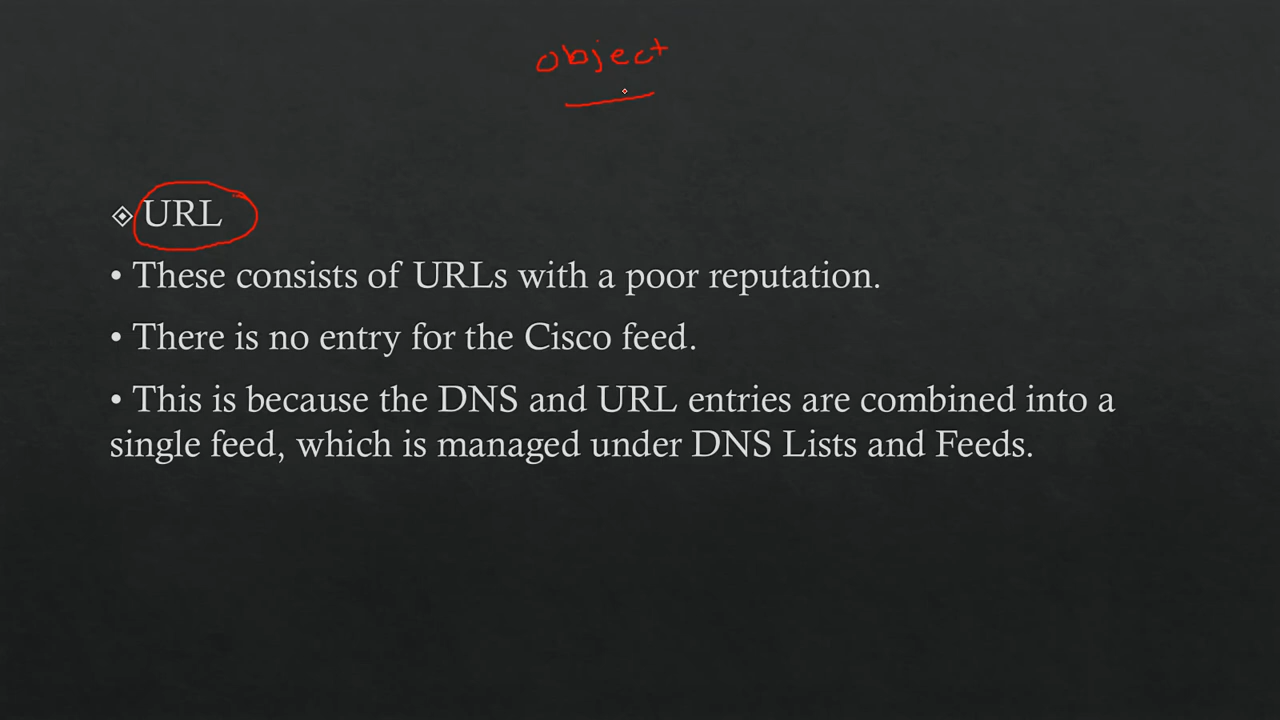 object
URL
• These consists of URLs with a poor reputation.
• There is no entry for the Cisco feed.
• This is because the DNS and URL entries are combined into a
single feed, which is managed under DNS Lists and Feeds.